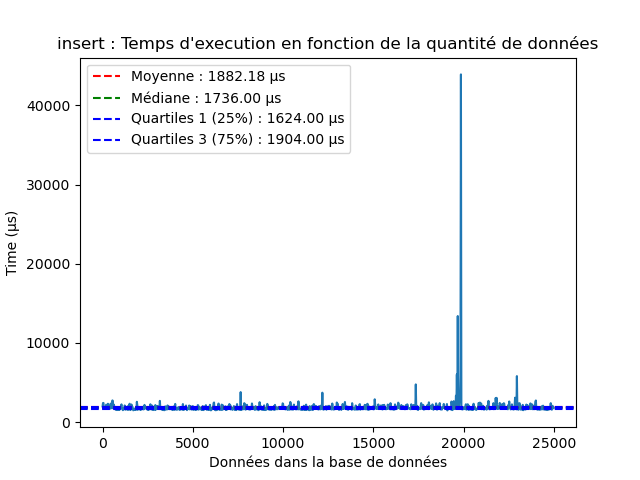 insert : Temps d'execution en fonction de la quantité de données
Moyenne : 1882.18 µs
Médiane : 1736.00 µs
Quartiles 1 (25%) : 1624.00 µs
Quartiles 3 (75%) : 1904.00 µs
Time (µs)
40000
30000
20000
10000
0
0 5000 10000 15000 20000 25000
Données dans la base de données